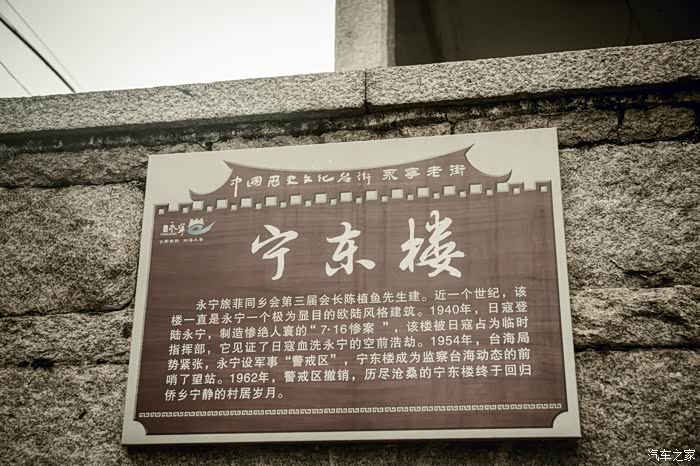 中国历史文化名街 永宁老街
永宁
宁东楼
永宁旅菲同乡会第三届会长陈植鱼先生建。近一个世纪，该
楼一直是永宁一个极为显目的欧陆风格建筑。1940年，日寇登
陆永宁，制造惨绝人寰的“7·16惨案 ”，该楼被日寇占为临时
指挥部，它见证了日寇血洗永宁的空前浩劫。1954年，台海局
势紧张，永宁设军事“警戒区”，宁东楼成为监察台海动态的前
哨了望站。1962年，警戒区撤销，历尽沧桑的宁东楼终于回归
侨乡宁静的村居岁月。
汽车之家